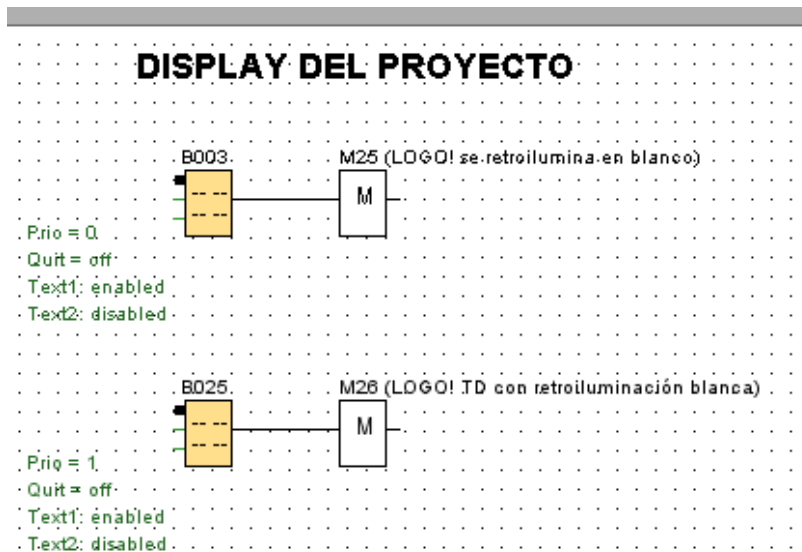 DISPLAY DEL PROYECTO
B003
M25 (LOGO! se retroilumina en blanco)
M
Prio = 0
Quit = off
Text1: enabled
Text2: disabled
B025
M26 (LOGO! TD con retroiluminación blanca)
M
Prio = 1
Quit = off
Text1: enabled
Text2: disabled